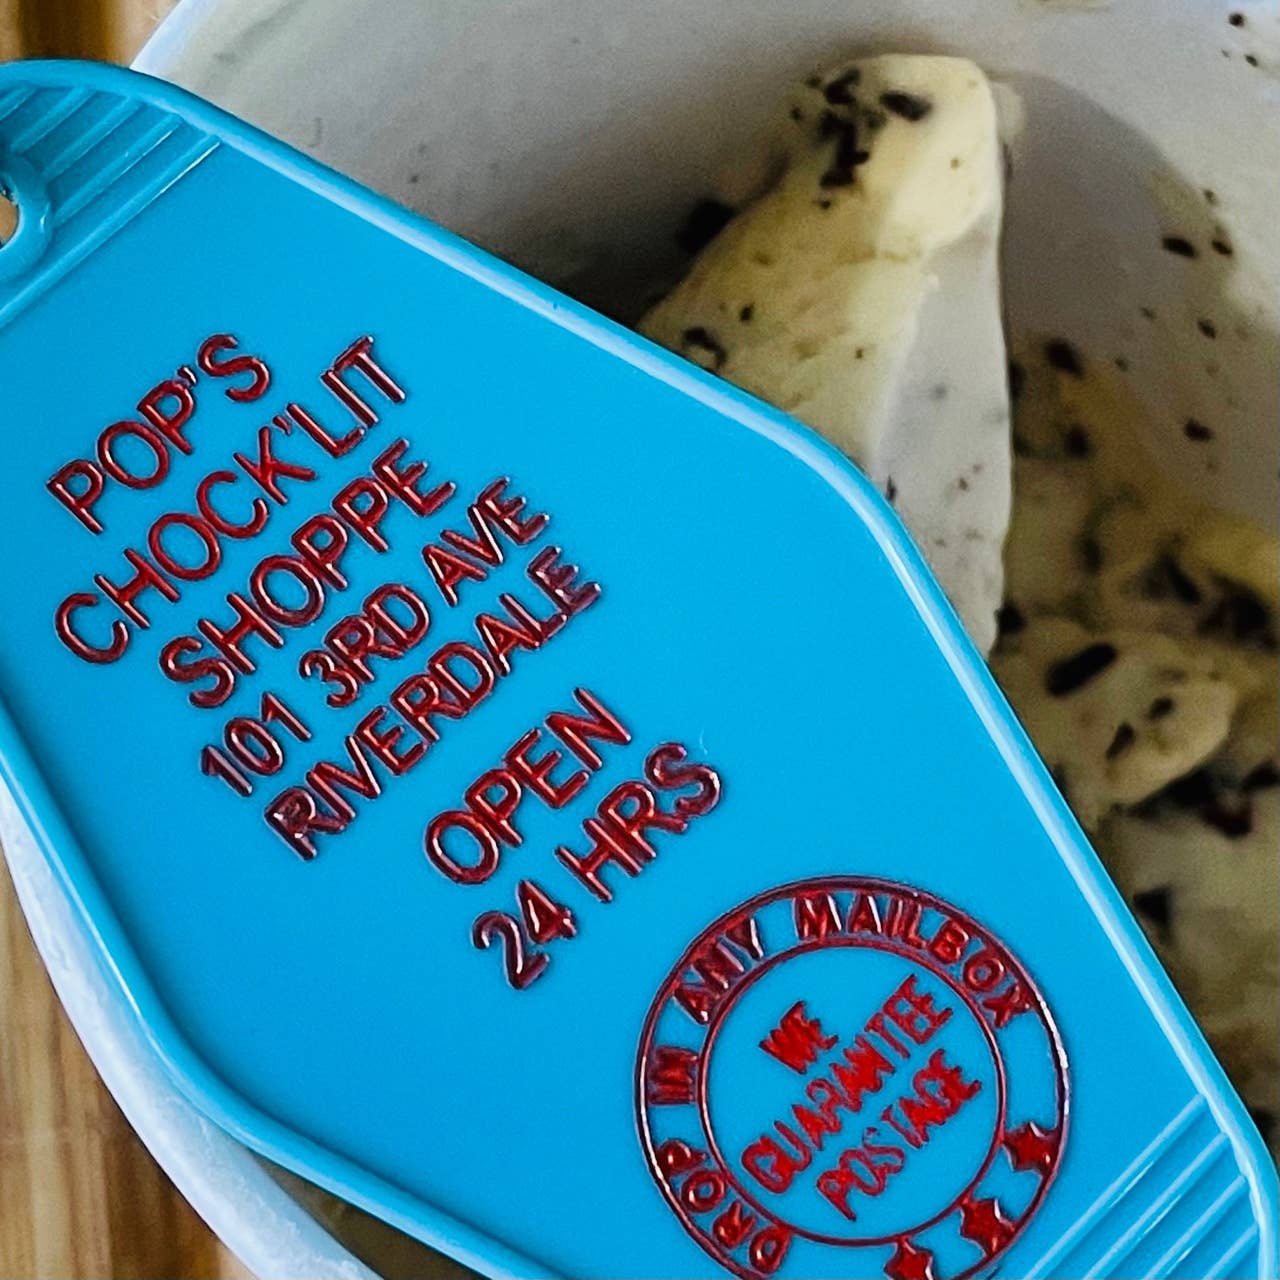 POP'S
CHOCK'LIT
SHOPPE
101 3RD AVE
RIVERDALE
OPEN
24 HRS
DROP IN ANY MAILBOX
WE
GUARANTEE
POSTAGE